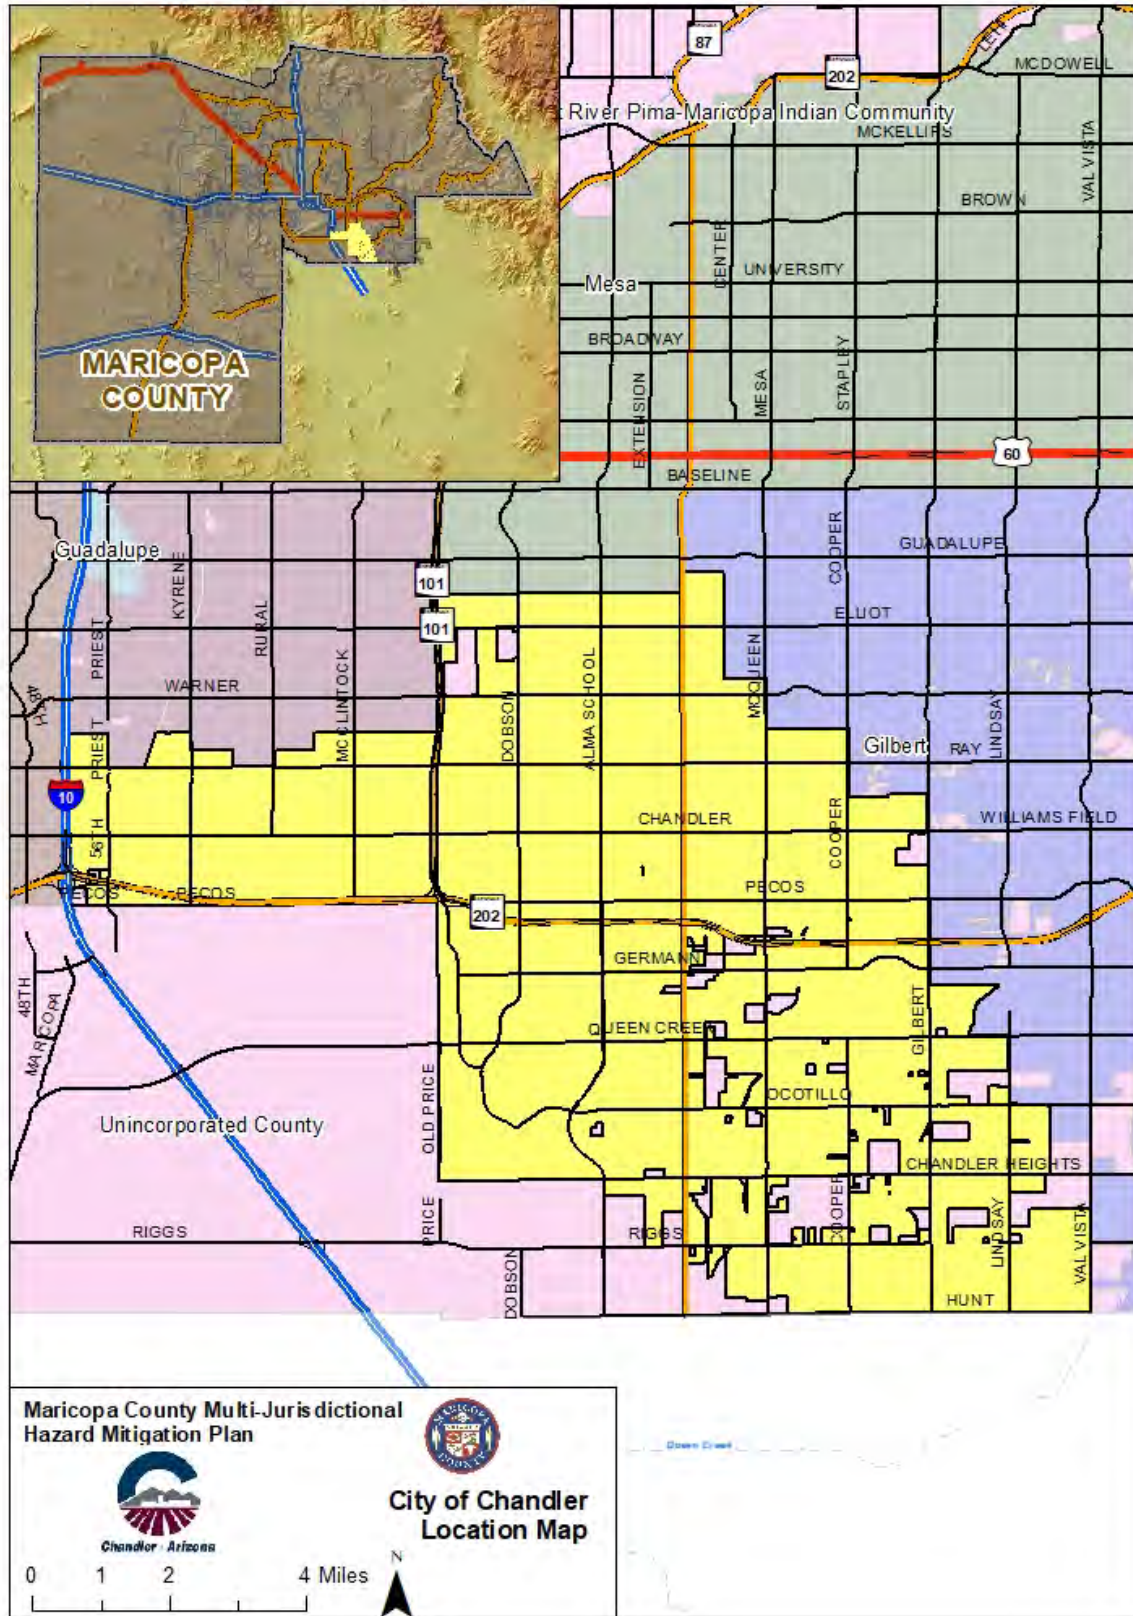 87
LEHI
MCDOWELL
202
t River Pima-Maricopa Indian Community
MCKELLIPS
VAL VISTA
BROWN
CENTER
UNIVERSITY
Mesa
BROADWAY
STAPLEY
MESA
EXTENSION
MARICOPA
COUNTY
60
BASELINE
COOPER
GUADALUPE
Guadalupe
KYRENE
101
RURAL
ELLIOT
101
PRIEST
MCQUEEN
MCCLINTOCK
ALMA SCHOOL
WARNER
48TH
DOBSON
LINDSAY
PRIEST
Gilbert
RAY
10
CHANDLER
WILLIAMS FIELD
COOPER
56TH
1
PECOS
PECOS
PECOS
202
GERMANN
48TH
GILBERT
MARICOPA
QUEEN CREEK
OLD PRICE
OCOTILLO
Unincorporated County
CHANDLER HEIGHTS
PRICE
COOPER
RIGGS
RIGGS
LINDSAY
VAL VISTA
DOBSON
HUNT
Maricopa County Multi-Jurisdictional
Hazard Mitigation Plan
MARICOPA
COUNTY
Queen Creek
City of Chandler
Location Map
Chandler · Arizona
N
0 1 2 4 Miles